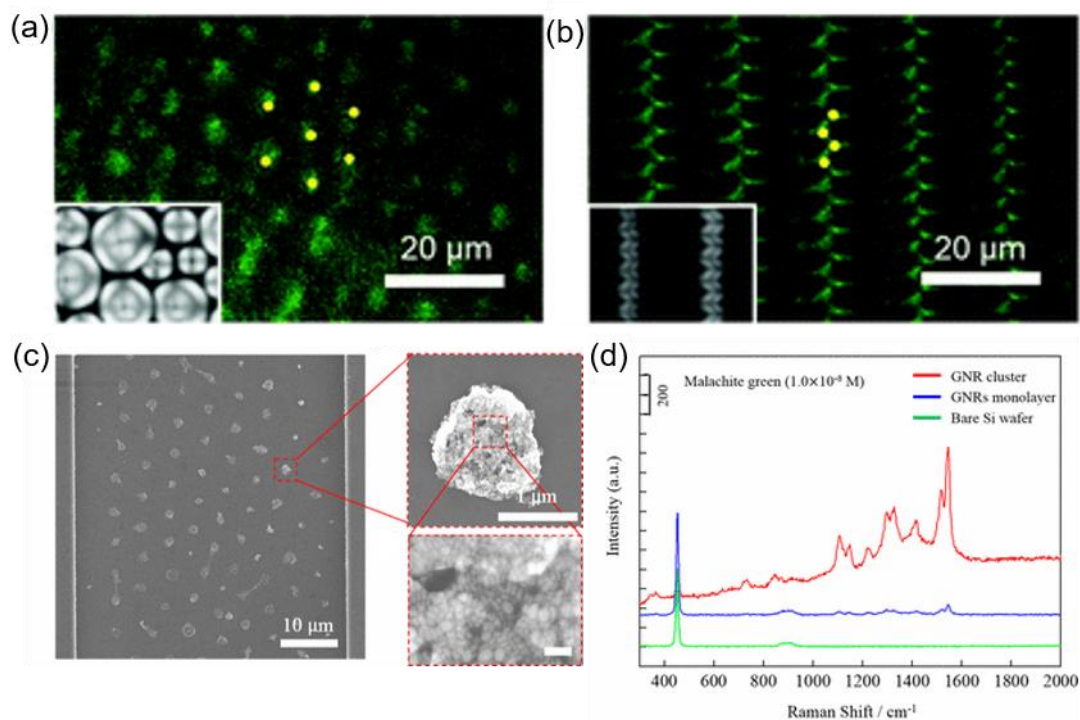 (a)
20 μm
(b)
20 μm
(c)
10 μm
1 μm
(d)
200
Malachite green (1.0×10⁻⁸ M)
GNR cluster
GNRs monolayer
Bare Si wafer
Intensity (a.u.)
400 600 800 1000 1200 1400 1600 1800 2000
Raman Shift / cm⁻¹